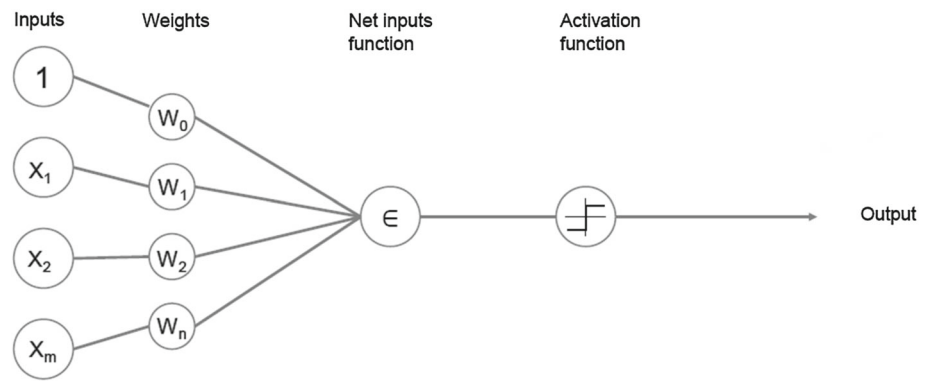 Inputs
Weights
Net inputs
function
Activation
function
1
W₀
X₁
W₁
∈
Output
X₂
W₂
Xₘ
Wₙ